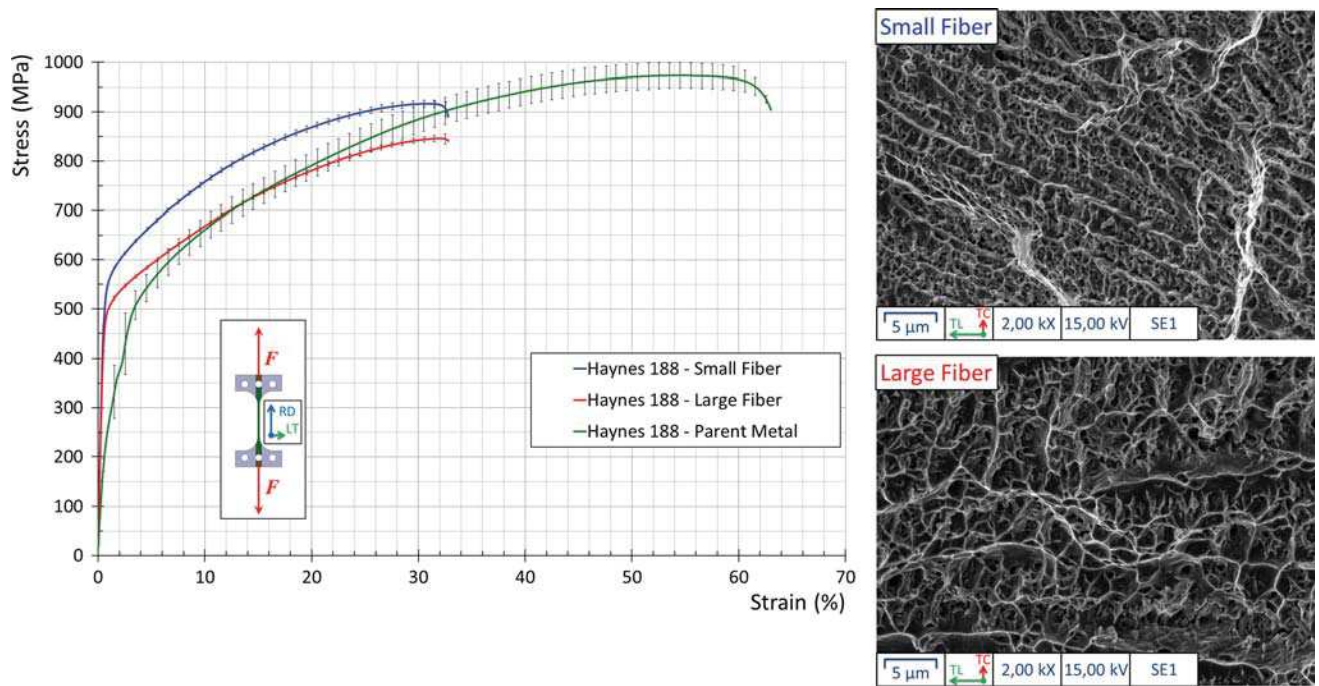 Stress (MPa)
1000
900
800
700
600
500
400
300
200
100
0
0 10 20 30 40 50 60 70
Strain (%)
F
RD
LT
F
Haynes 188 - Small Fiber
Haynes 188 - Large Fiber
Haynes 188 - Parent Metal
Small Fiber
5 µm TL TC 2,00 kX 15,00 kV SE1
Large Fiber
5 µm TL TC 2,00 kX 15,00 kV SE1